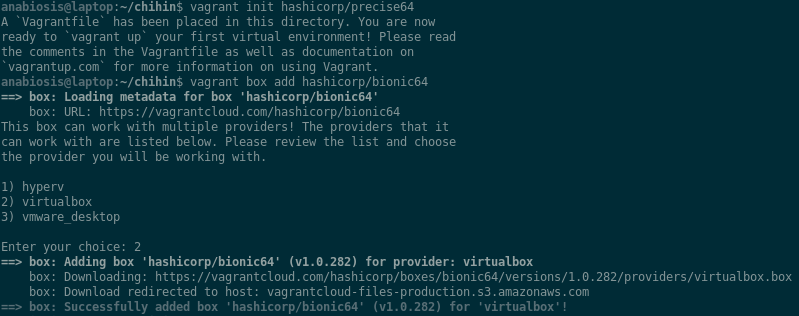 anabiosis@laptop:~/chihin$ vagrant init hashicorp/precise64
A `Vagrantfile` has been placed in this directory. You are now
ready to `vagrant up` your first virtual environment! Please read
the comments in the Vagrantfile as well as documentation on
`vagrantup.com` for more information on using Vagrant.
anabiosis@laptop:~/chihin$ vagrant box add hashicorp/bionic64
==> box: Loading metadata for box 'hashicorp/bionic64'
    box: URL: https://vagrantcloud.com/hashicorp/bionic64
This box can work with multiple providers! The providers that it
can work with are listed below. Please review the list and choose
the provider you will be working with.

1) hyperv
2) virtualbox
3) vmware_desktop

Enter your choice: 2
==> box: Adding box 'hashicorp/bionic64' (v1.0.282) for provider: virtualbox
    box: Downloading: https://vagrantcloud.com/hashicorp/boxes/bionic64/versions/1.0.282/providers/virtualbox.box
    box: Download redirected to host: vagrantcloud-files-production.s3.amazonaws.com
==> box: Successfully added box 'hashicorp/bionic64' (v1.0.282) for 'virtualbox'!